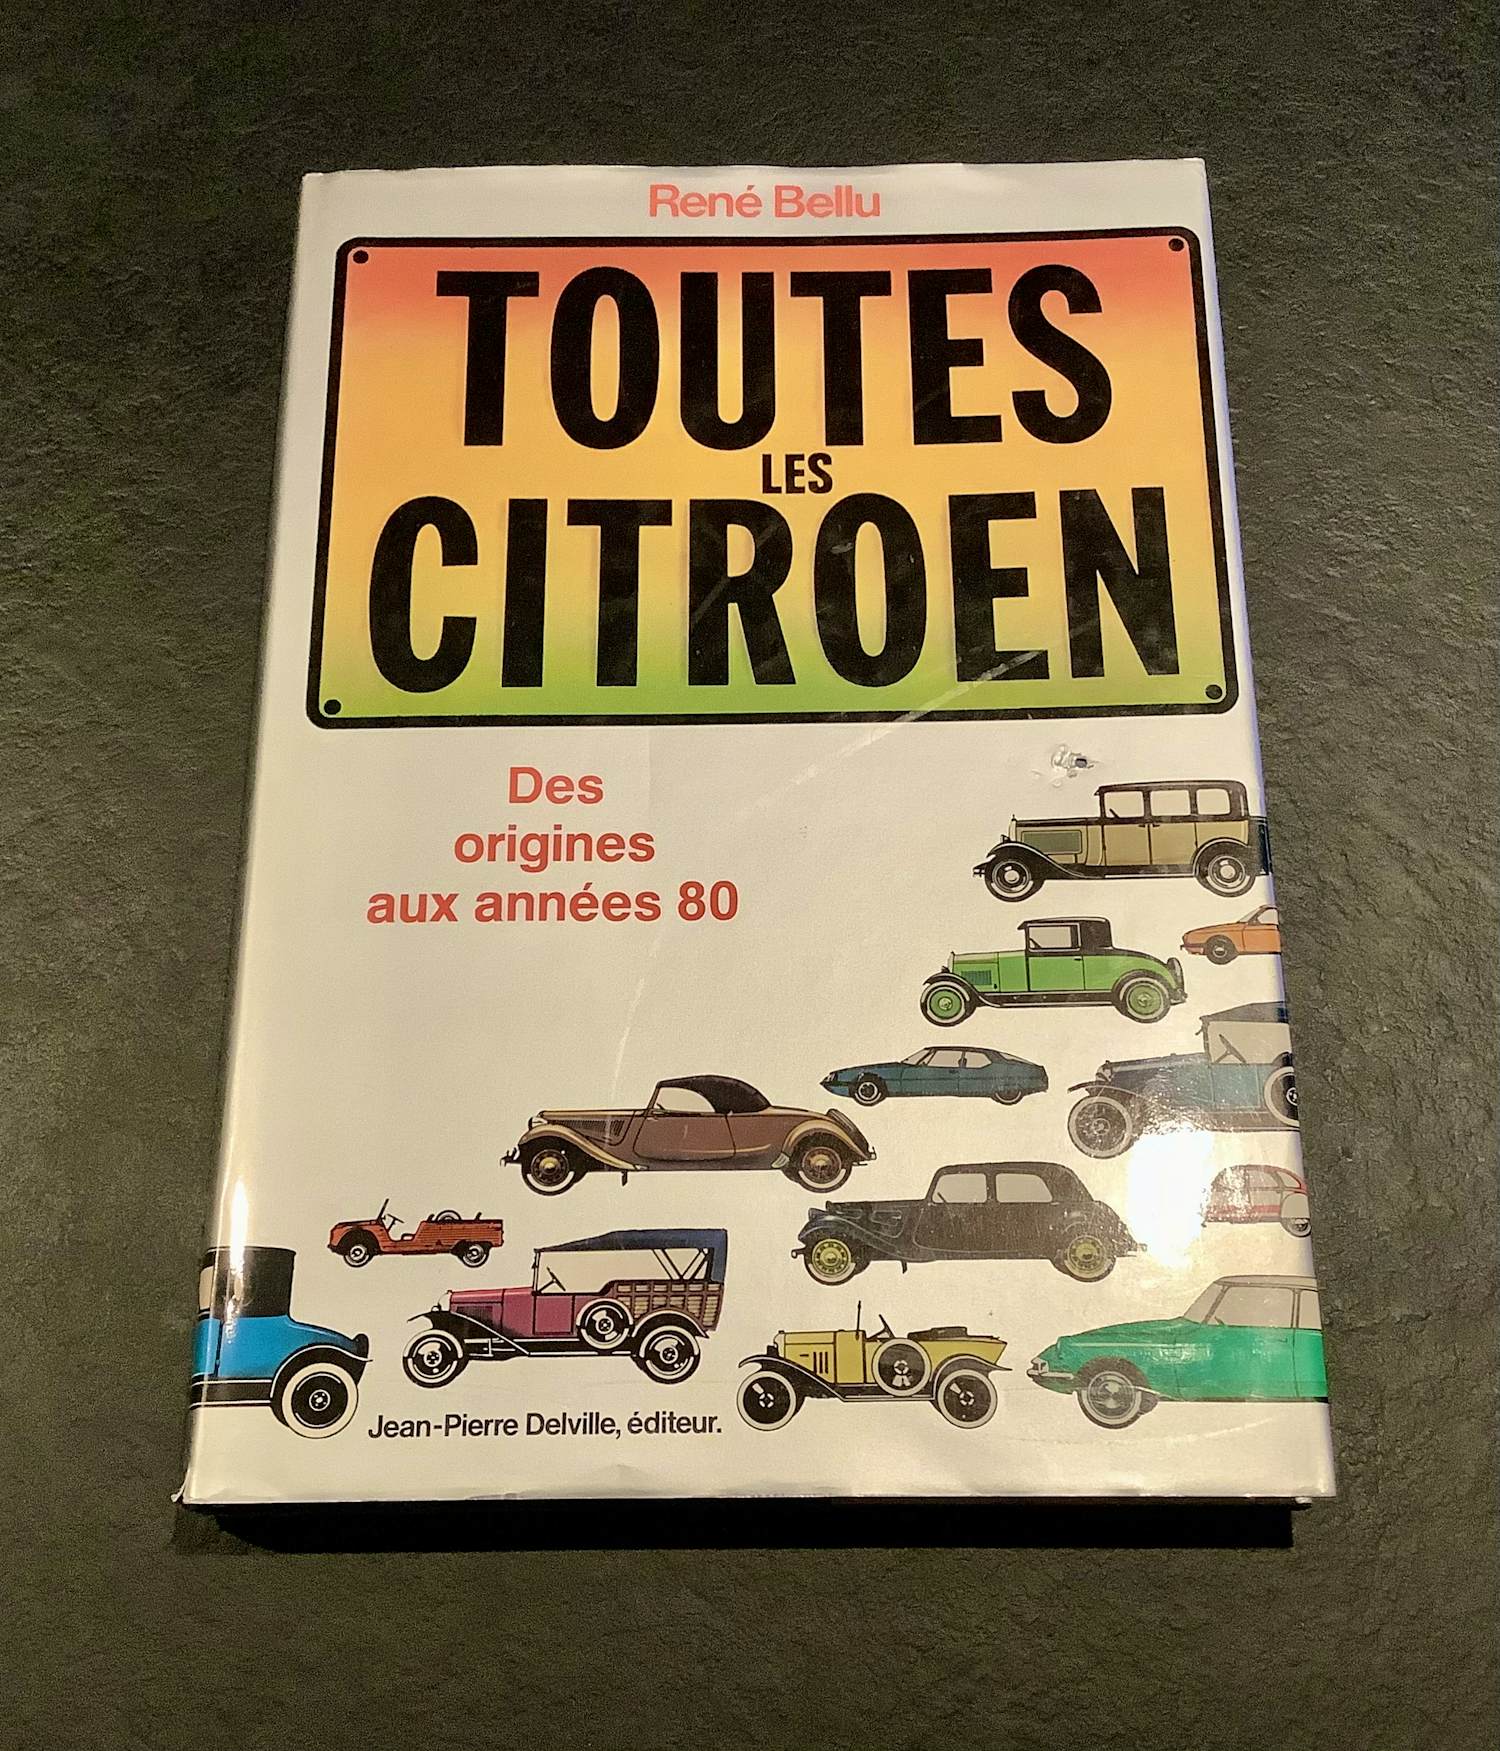 René Bellu
TOUTES
LES
CITROEN
Des
origines
aux années 80
Jean-Pierre Delville, éditeur.